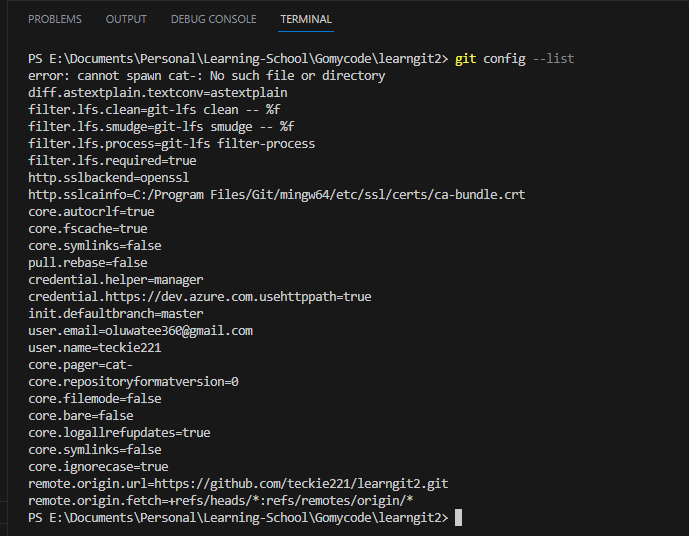 PROBLEMS OUTPUT DEBUG CONSOLE TERMINAL
PS E:\Documents\Personal\Learning-School\Gomycode\learngit2> git config --list
error: cannot spawn cat-: No such file or directory
diff.astextplain.textconv=astextplain
filter.lfs.clean=git-lfs clean -- %f
filter.lfs.smudge=git-lfs smudge -- %f
filter.lfs.process=git-lfs filter-process
filter.lfs.required=true
http.sslbackend=openssl
http.sslcainfo=C:/Program Files/Git/mingw64/etc/ssl/certs/ca-bundle.crt
core.autocrlf=true
core.fscache=true
core.symlinks=false
pull.rebase=false
credential.helper=manager
credential.https://dev.azure.com.usehttppath=true
init.defaultbranch=master
user.email=oluwatee360@gmail.com
user.name=teckie221
core.pager=cat-
core.repositoryformatversion=0
core.filemode=false
core.bare=false
core.logallrefupdates=true
core.symlinks=false
core.ignorecase=true
remote.origin.url=https://github.com/teckie221/learngit2.git
remote.origin.fetch=+refs/heads/*:refs/remotes/origin/*
PS E:\Documents\Personal\Learning-School\Gomycode\learngit2>